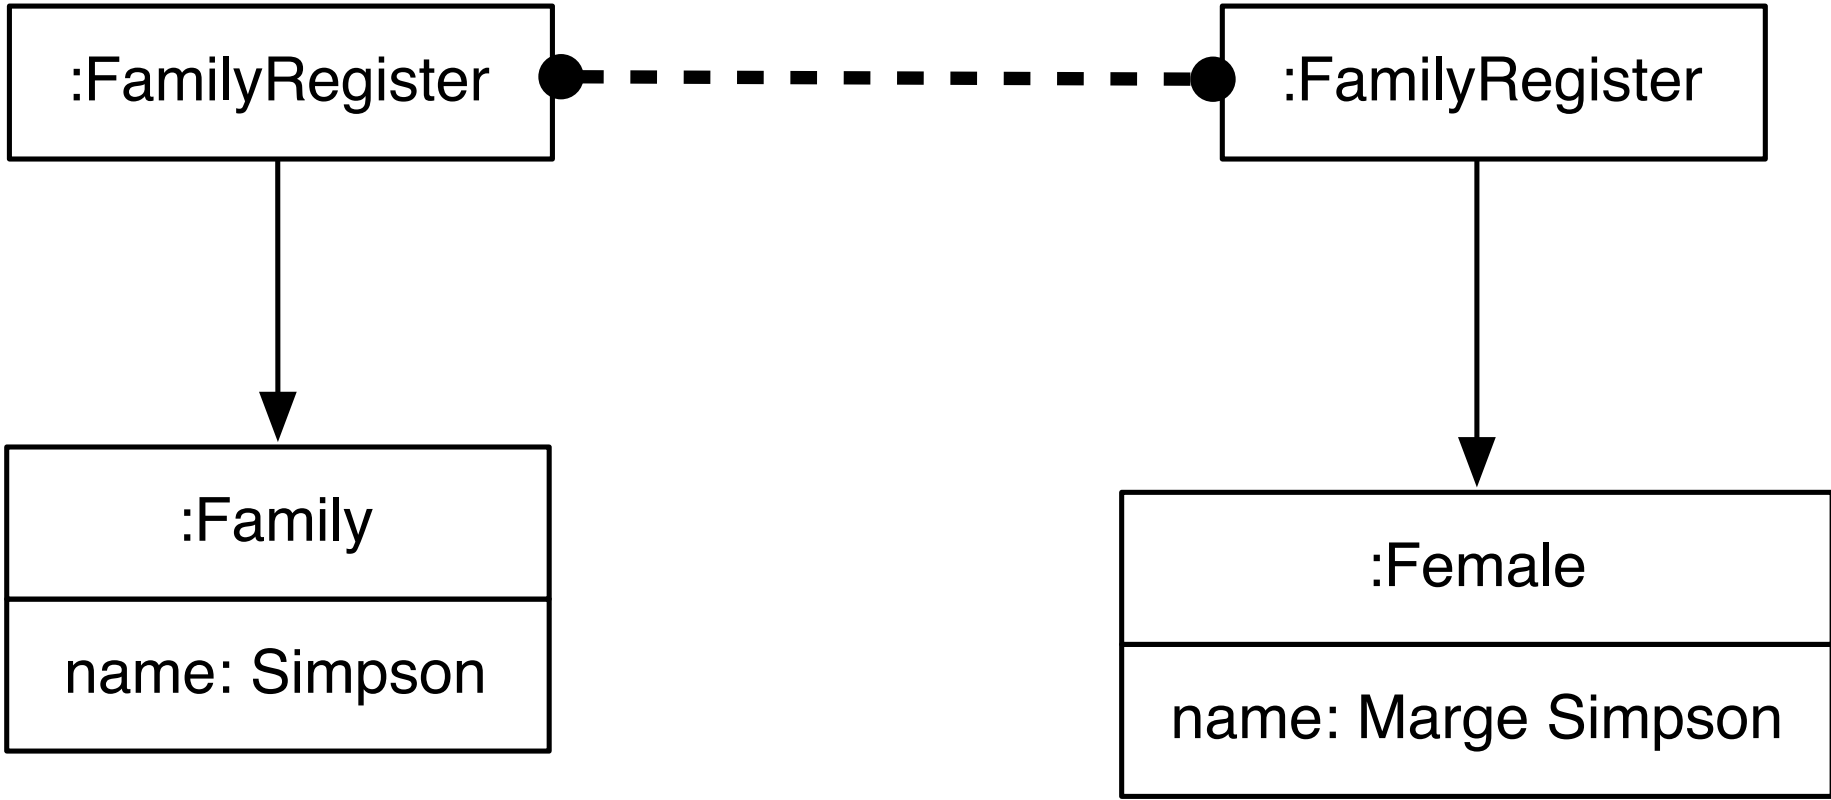 :FamilyRegister
:FamilyRegister
:Family
name: Simpson
:Female
name: Marge Simpson